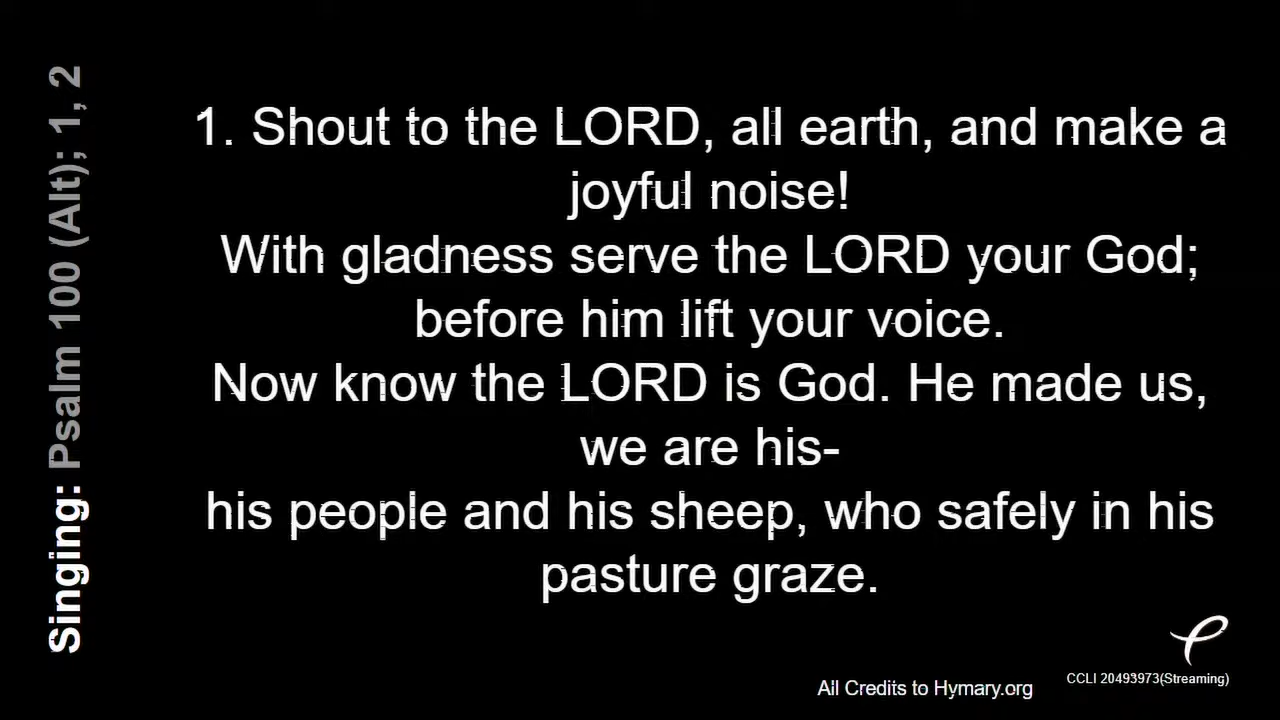 Singing: Psalm 100 (Alt); 1, 2
1. Shout to the LORD, all earth, and make a
joyful noise!
With gladness serve the LORD your God;
before him lift your voice.
Now know the LORD is God. He made us,
we are his-
his people and his sheep, who safely in his
pasture graze.
All Credits to Hymary.org
CCLI 20493973(Streaming)